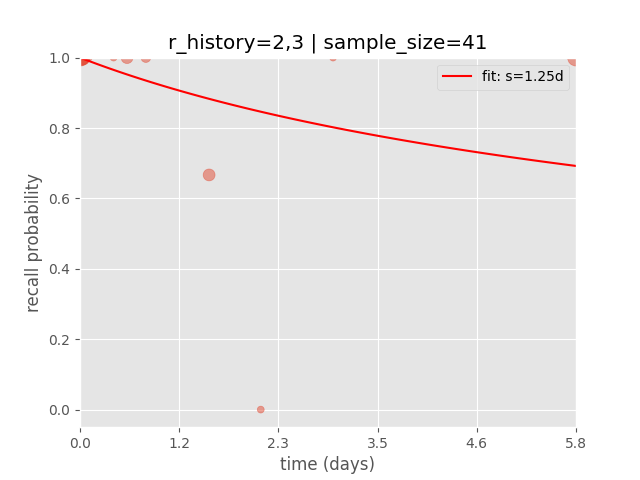 r_history=2,3 | sample_size=41
fit: s=1.25d
recall probability
1.0
0.8
0.6
0.4
0.2
0.0
0.0 1.2 2.3 3.5 4.6 5.8
time (days)